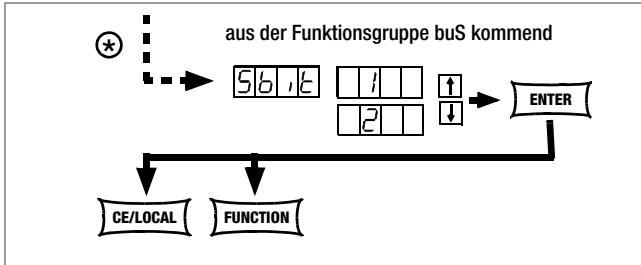 aus der Funktionsgruppe buS kommend
Sbit 1
2
ENTER
CE/LOCAL FUNCTION